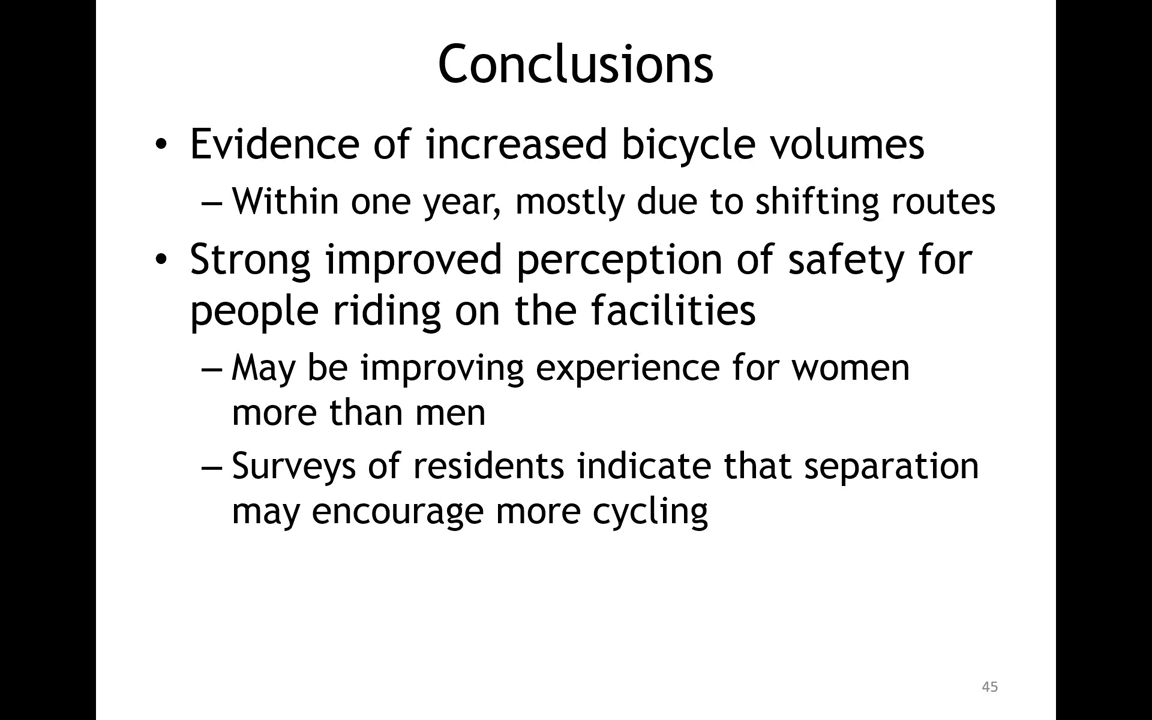 Conclusions
• Evidence of increased bicycle volumes
– Within one year, mostly due to shifting routes
• Strong improved perception of safety for
people riding on the facilities
– May be improving experience for women
more than men
– Surveys of residents indicate that separation
may encourage more cycling
45